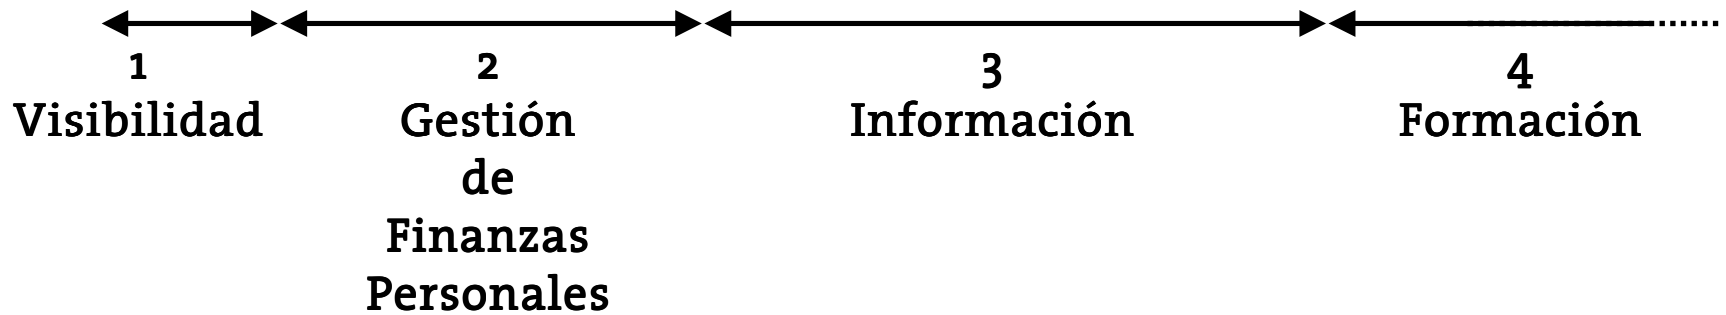 1
Visibilidad
2
Gestión
de
Finanzas
Personales
3
Información
4
Formación